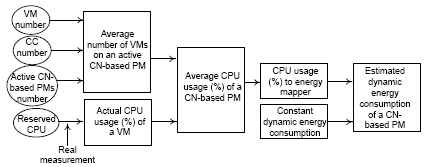 VM
number
CC
number
Active CN-
based PMs
number
Reserved
CPU
Real
measurement
Average
number of VMs
on an active
CN-based PM
Actual CPU
usage (%) of
a VM
Average CPU
usage (%) of a
CN-based PM
CPU usage
(%) to energy
mapper
Constant
dynamic energy
consumption
Estimated
dynamic
energy
consumption
of a CN-
based PM